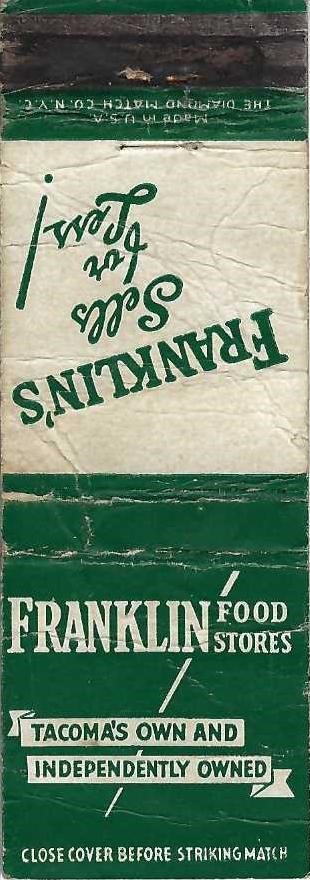 Made in U.S.A.
THE DIAMOND MATCH CO. N.Y.C.
FRANKLIN'S
Sells
for
Less!
FRANKLIN FOOD
STORES
TACOMA'S OWN AND
INDEPENDENTLY OWNED
CLOSE COVER BEFORE STRIKING MATCH